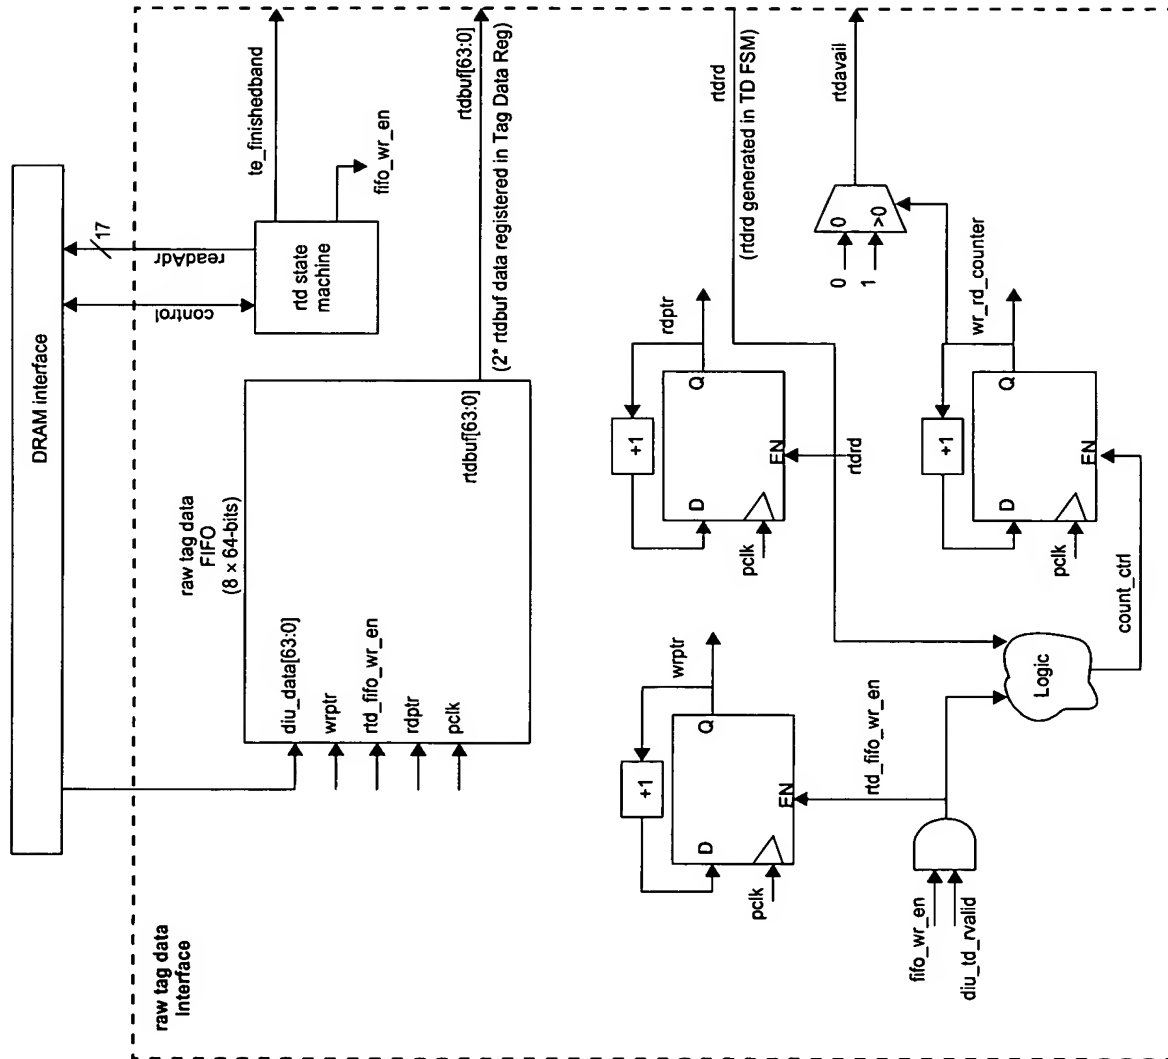 DRAM interface
raw tag data
Interface
readAdr
17
control
te_finishedband
rtd state
machine
fifo_wr_en
raw tag data
FIFO
(8 × 64-bits)
diu_data[63:0]
wrptr
rtd_fifo_wr_en
rdptr
pclk
rtdbuf[63:0]
rtdbuf[63:0]
(2* rtdbuf data registered in Tag Data Reg)
+1
D
Q
EN
pclk
wrptr
rtd_fifo_wr_en
fifo_wr_en
diu_td_rvalid
+1
D
Q
EN
pclk
rdptr
rtdrd
rtdrd
(rtdrd generated in TD FSM)
Logic
count_ctrl
+1
D
Q
EN
pclk
wr_rd_counter
0
1
0
>0
rtdavail